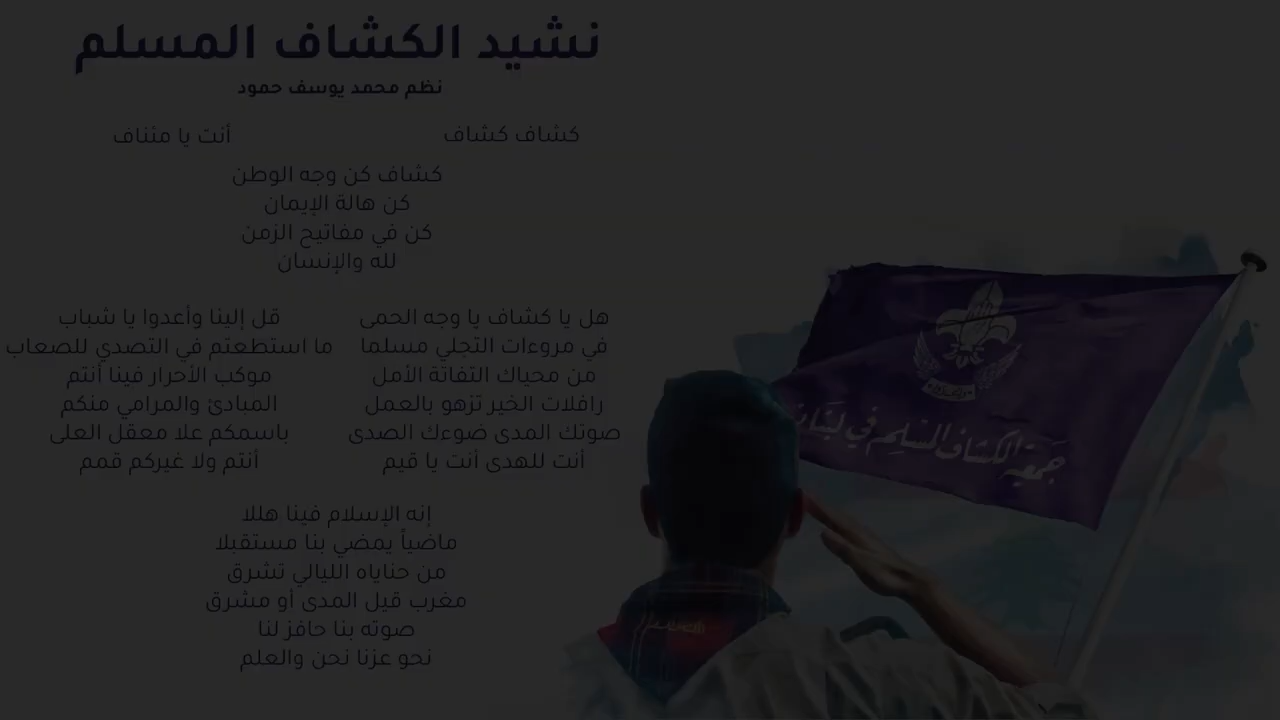 نشيد الكشاف المسلم
نظم محمد يوسف حمود
كشاف كشاف أنت يا مئناف
كشاف كن وجه الوطن
كن هالة الإيمان
كن في مفاتيح الزمن
لله والإنسان
هل يا كشاف يا وجه الحمى قل إلينا وأعدوا يا شباب
في مروءات التجلي مسلما ما استطعتم في التصدي للصعاب
من محياك التفاتة الأمل موكب الأحرار فينا أنتم
رافلات الخير تزهو بالعمل المبادئ والمرامي منكم
صوتك المدى ضوءك الصدى باسمكم علا معقل العلى
أنت للهدى أنت يا قيم أنتم ولا غيركم قمم
إنه الإسلام فينا هللا
ماضياً يمضي بنا مستقبلا
من حناياه الليالي تشرق
مغرب قيل المدى أو مشرق
صوته بنا حافز لنا
نحو عزنا نحن والعلم
وأعدوا
جمعية الكشاف المسلم في لبنان